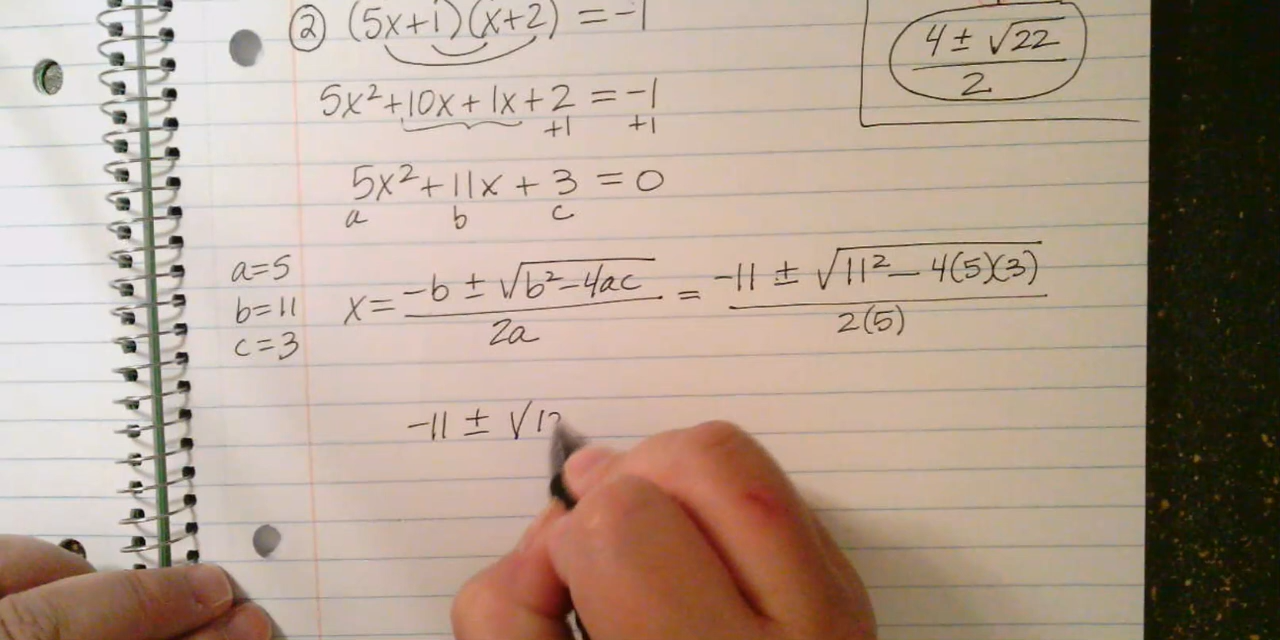 ② (5x+1)(x+2) = -1
5x²+10x+1x+2 = -1
+1 +1
5x²+11x+3 = 0
a b c
a=5
b=11
c=3
x = (-b ± √(b²-4ac))/(2a) = (-11 ± √(11²-4(5)(3)))/(2(5))
-11 ± √12
(4 ± √22)/2